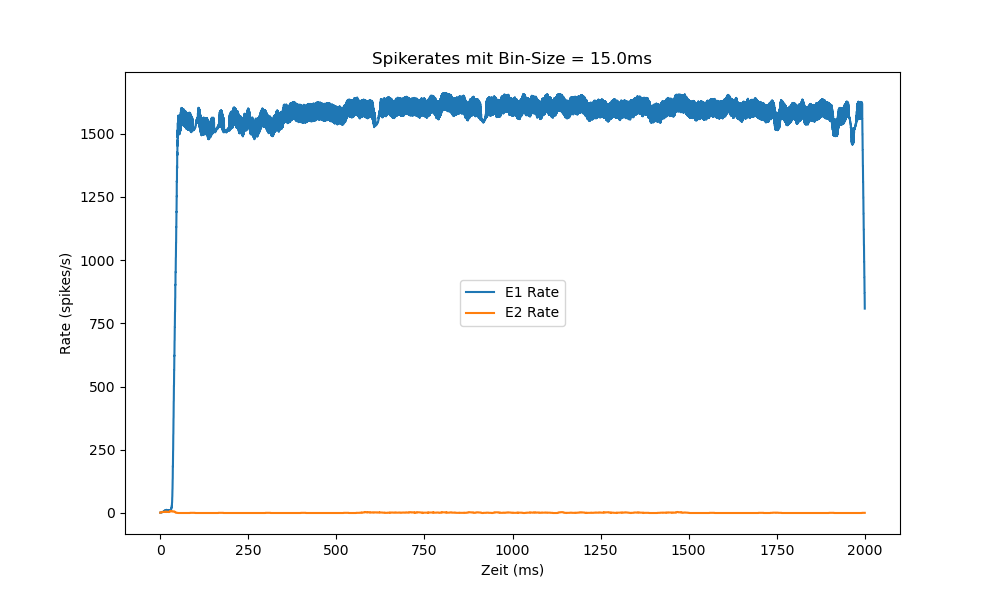 Spikerates mit Bin-Size = 15.0ms
1500
1250
1000
750
500
250
0
Rate (spikes/s)
E1 Rate
E2 Rate
0 250 500 750 1000 1250 1500 1750 2000
Zeit (ms)